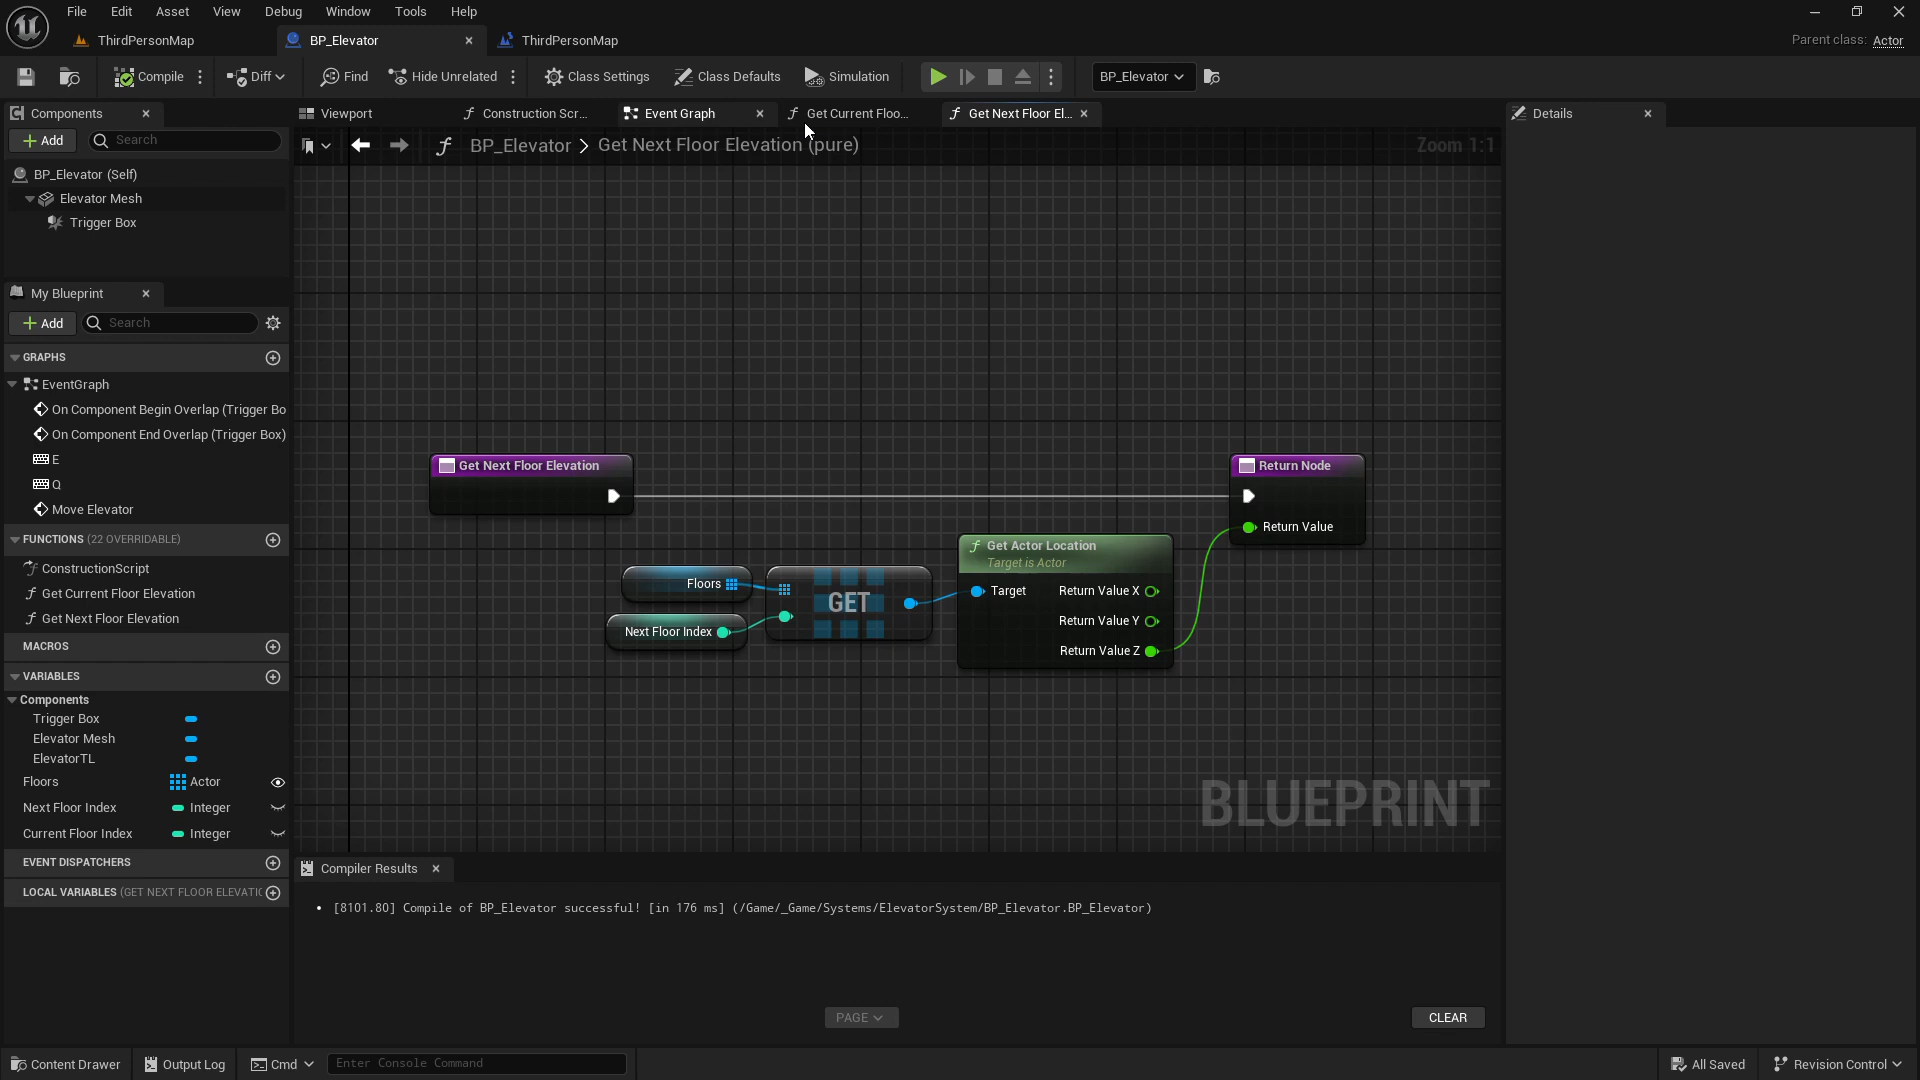 File Edit Asset View Debug Window Tools Help
ThirdPersonMap BP_Elevator ThirdPersonMap Parent class: Actor
Compile Diff Find Hide Unrelated Class Settings Class Defaults Simulation BP_Elevator
Components Viewport Construction Scr... Event Graph Get Current Floo... Get Next Floor El... Details
Add Search BP_Elevator > Get Next Floor Elevation (pure) Zoom 1:1
BP_Elevator (Self)
Elevator Mesh
Trigger Box
My Blueprint
Add Search
GRAPHS
EventGraph
On Component Begin Overlap (Trigger Bo
On Component End Overlap (Trigger Box)
E
Q
Move Elevator
FUNCTIONS (22 OVERRIDABLE)
ConstructionScript
Get Current Floor Elevation
Get Next Floor Elevation
MACROS
VARIABLES
Components
Trigger Box
Elevator Mesh
ElevatorTL
Floors Actor
Next Floor Index Integer
Current Floor Index Integer
EVENT DISPATCHERS
LOCAL VARIABLES (GET NEXT FLOOR ELEVATIO
Get Next Floor Elevation
Return Node
Return Value
Get Actor Location
Target is Actor
Target Return Value X
Return Value Y
Return Value Z
Floors
GET
Next Floor Index
BLUEPRINT
Compiler Results
• [8101.80] Compile of BP_Elevator successful! [in 176 ms] (/Game/_Game/Systems/ElevatorSystem/BP_Elevator.BP_Elevator)
PAGE CLEAR
Content Drawer Output Log Cmd Enter Console Command All Saved Revision Control